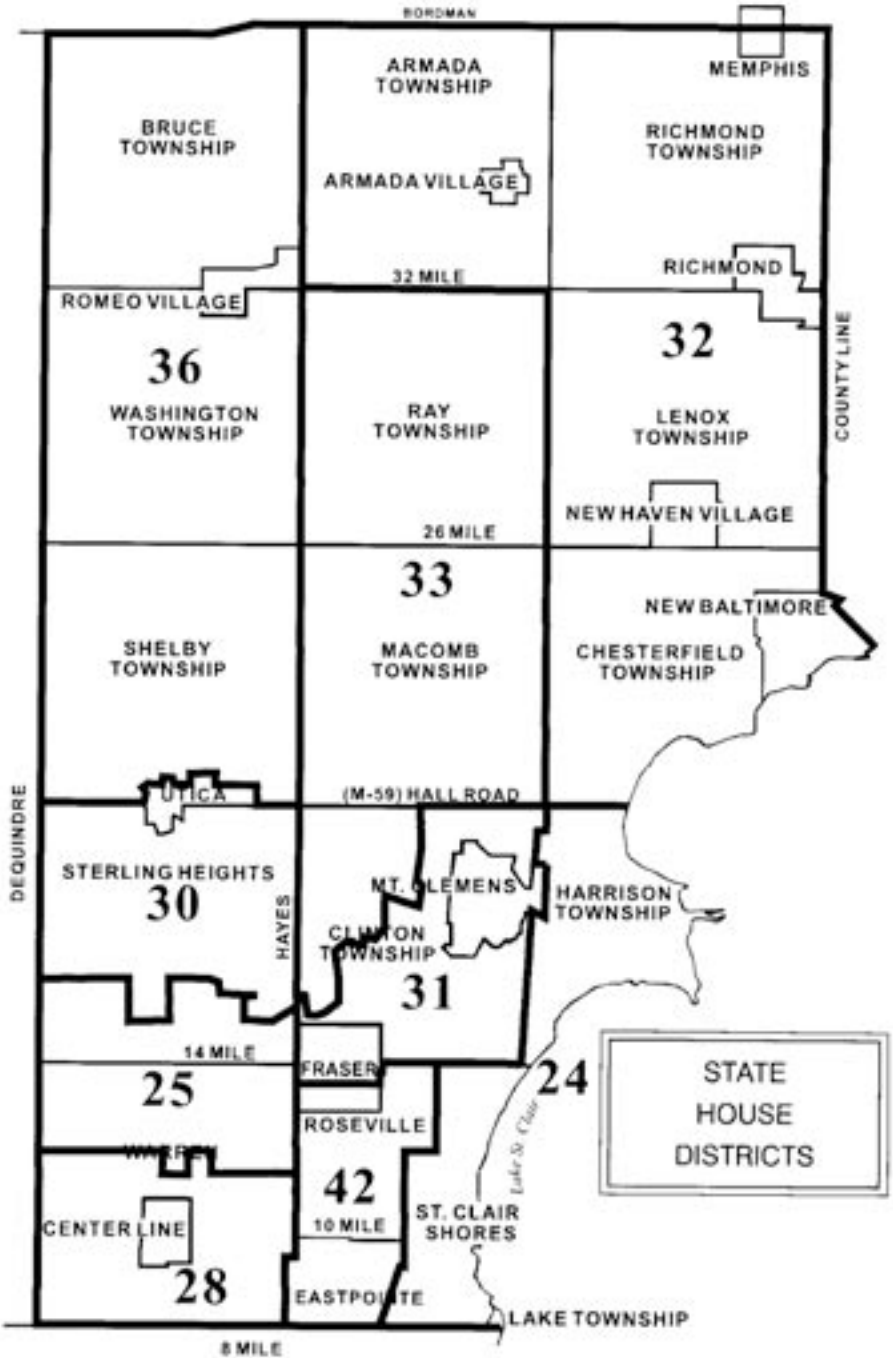 BORDMAN
MEMPHIS
ARMADA
TOWNSHIP
BRUCE
TOWNSHIP
RICHMOND
TOWNSHIP
ARMADA VILLAGE
RICHMOND
32 MILE
ROMEO VILLAGE
36
32
COUNTY LINE
WASHINGTON
TOWNSHIP
RAY
TOWNSHIP
LENOX
TOWNSHIP
NEW HAVEN VILLAGE
26 MILE
33
NEW BALTIMORE
SHELBY
TOWNSHIP
MACOMB
TOWNSHIP
CHESTERFIELD
TOWNSHIP
UTICA
(M-59) HALL ROAD
DEQUINDRE
STERLING HEIGHTS
30
HAYES
MT. CLEMENS
HARRISON
TOWNSHIP
CLINTON
TOWNSHIP
31
14 MILE
FRASER
24
STATE
HOUSE
DISTRICTS
25
ROSEVILLE
Lake St. Clair
WARREN
42
10 MILE
ST. CLAIR
SHORES
CENTER LINE
28
EASTPOINTE
LAKE TOWNSHIP
8 MILE